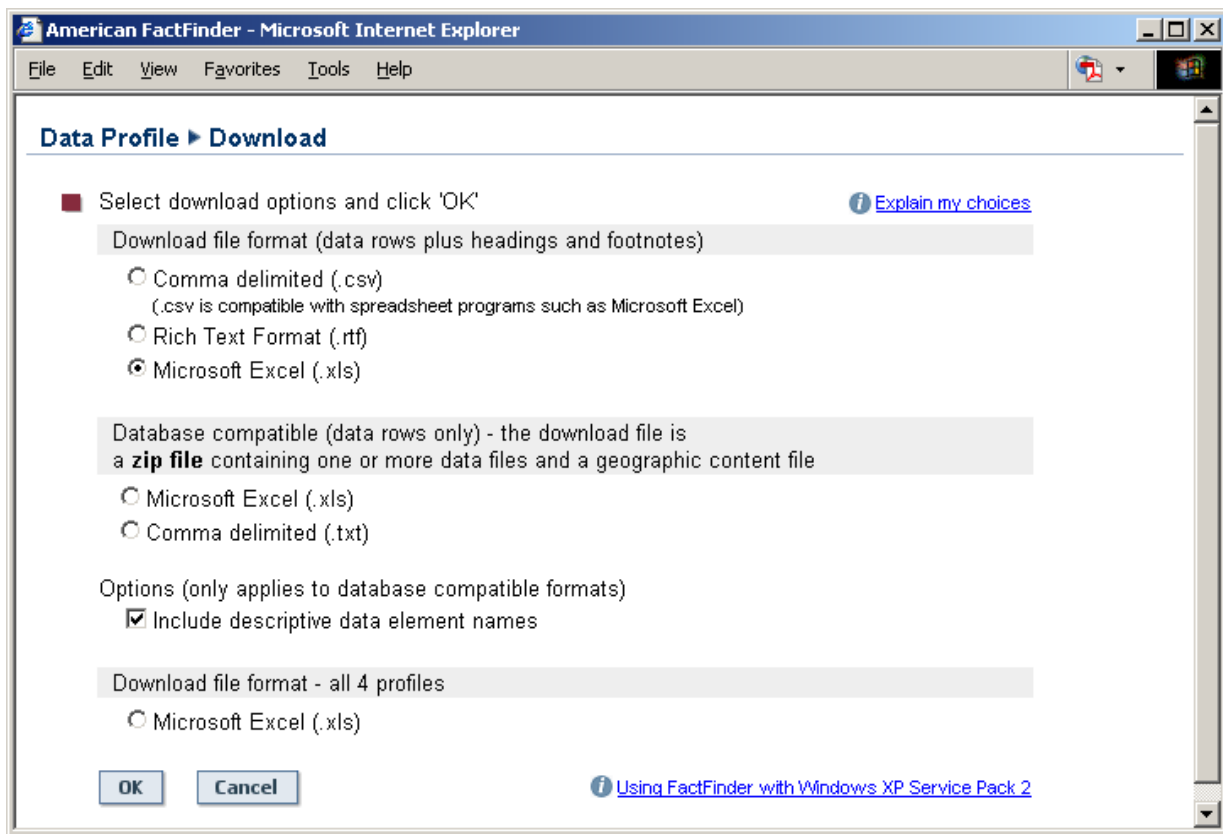 American FactFinder - Microsoft Internet Explorer
File Edit View Favorites Tools Help
Data Profile ▶ Download
Select download options and click 'OK'
Explain my choices
Download file format (data rows plus headings and footnotes)
Comma delimited (.csv)
(.csv is compatible with spreadsheet programs such as Microsoft Excel)
Rich Text Format (.rtf)
Microsoft Excel (.xls)
Database compatible (data rows only) - the download file is
a zip file containing one or more data files and a geographic content file
Microsoft Excel (.xls)
Comma delimited (.txt)
Options (only applies to database compatible formats)
Include descriptive data element names
Download file format - all 4 profiles
Microsoft Excel (.xls)
OK Cancel
Using FactFinder with Windows XP Service Pack 2